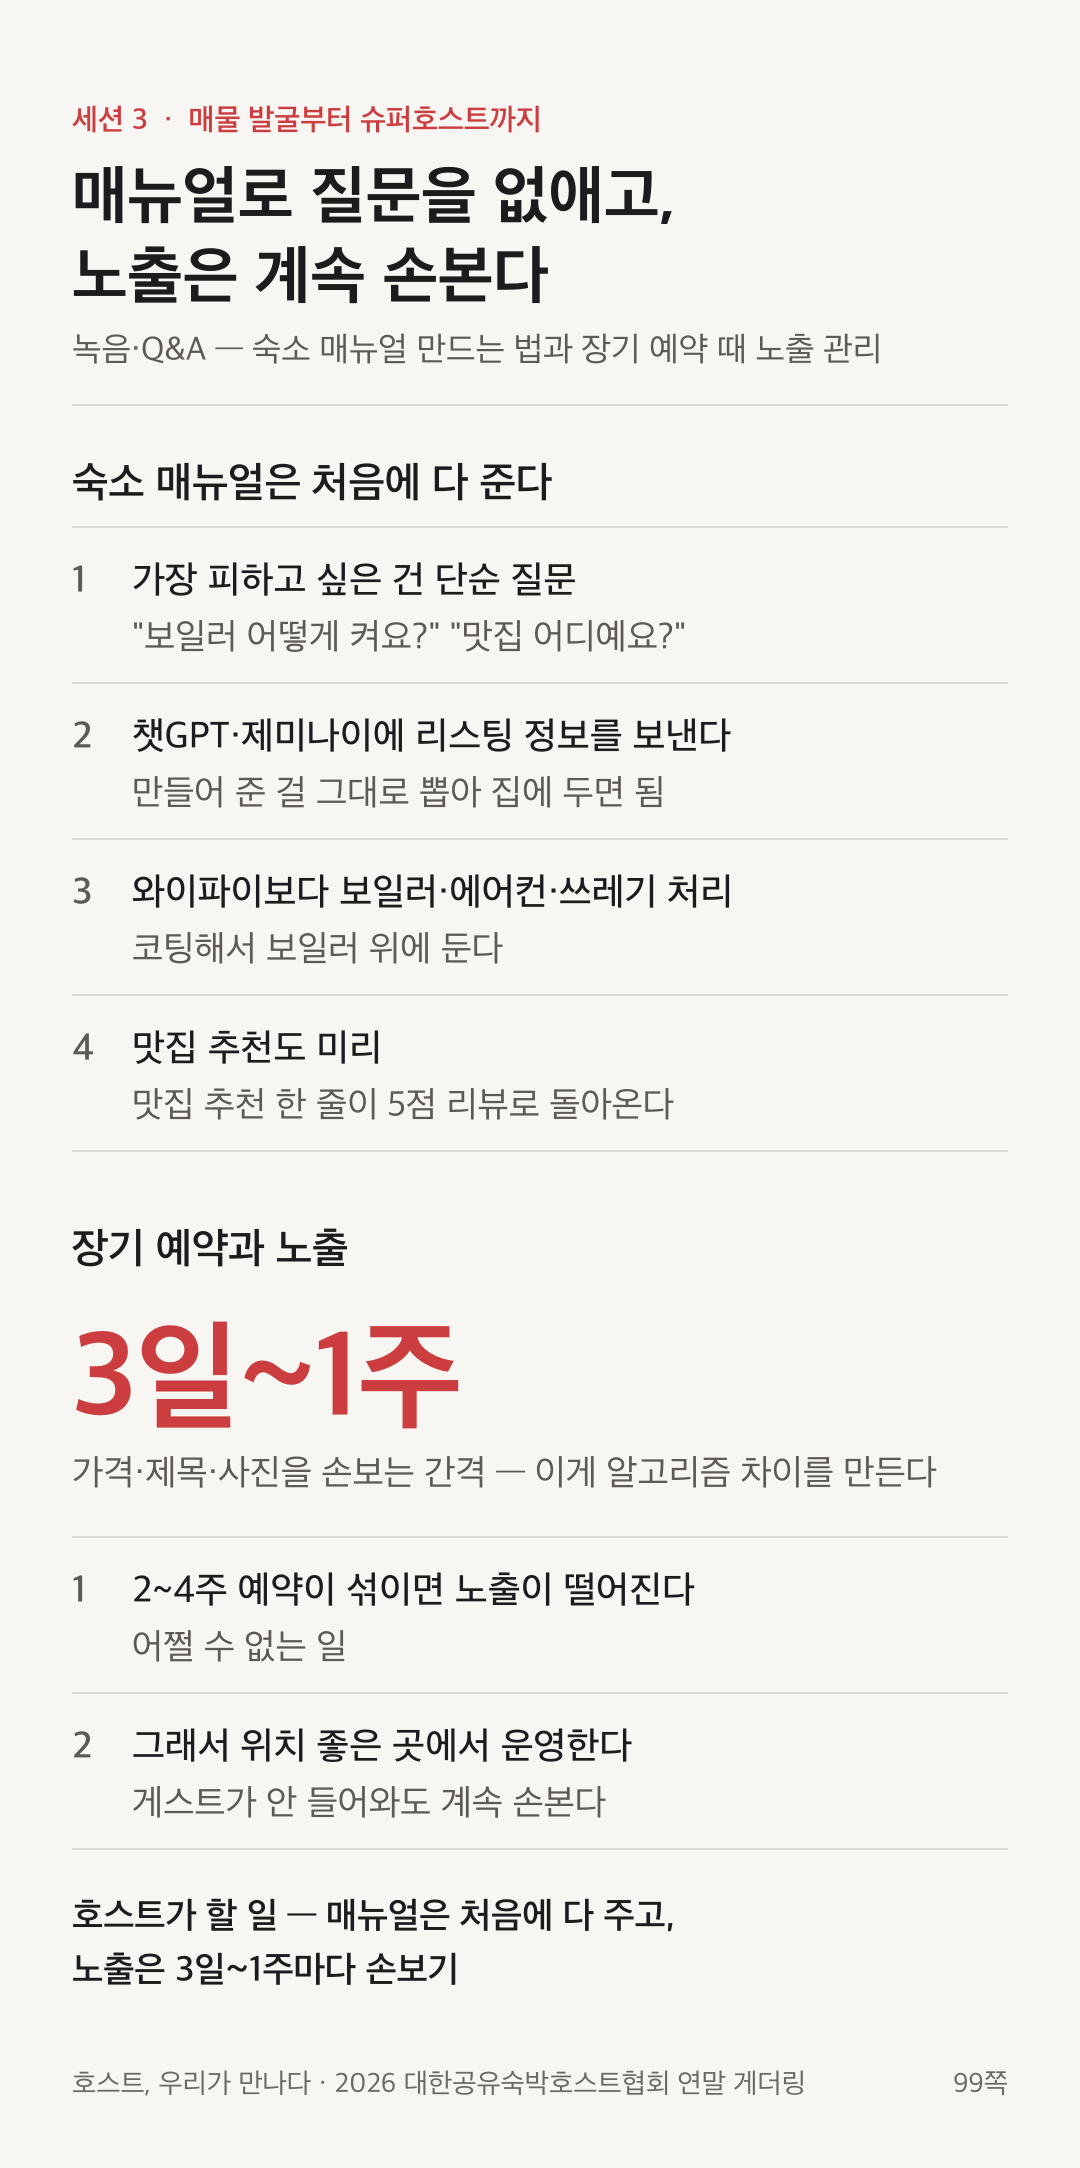 세션 3 · 매물 발굴부터 슈퍼호스트까지
매뉴얼로 질문을 없애고,
노출은 계속 손본다
녹음·Q&A — 숙소 매뉴얼 만드는 법과 장기 예약 때 노출 관리
숙소 매뉴얼은 처음에 다 준다
1 가장 피하고 싶은 건 단순 질문
"보일러 어떻게 켜요?" "맛집 어디예요?"
2 챗GPT·제미나이에 리스팅 정보를 보낸다
만들어 준 걸 그대로 뽑아 집에 두면 됨
3 와이파이보다 보일러·에어컨·쓰레기 처리
코팅해서 보일러 위에 둔다
4 맛집 추천도 미리
맛집 추천 한 줄이 5점 리뷰로 돌아온다
장기 예약과 노출
3일~1주
가격·제목·사진을 손보는 간격 — 이게 알고리즘 차이를 만든다
1 2~4주 예약이 섞이면 노출이 떨어진다
어쩔 수 없는 일
2 그래서 위치 좋은 곳에서 운영한다
게스트가 안 들어와도 계속 손본다
호스트가 할 일 — 매뉴얼은 처음에 다 주고,
노출은 3일~1주마다 손보기
호스트, 우리가 만나다 · 2026 대한공유숙박호스트협회 연말 게더링 99쪽